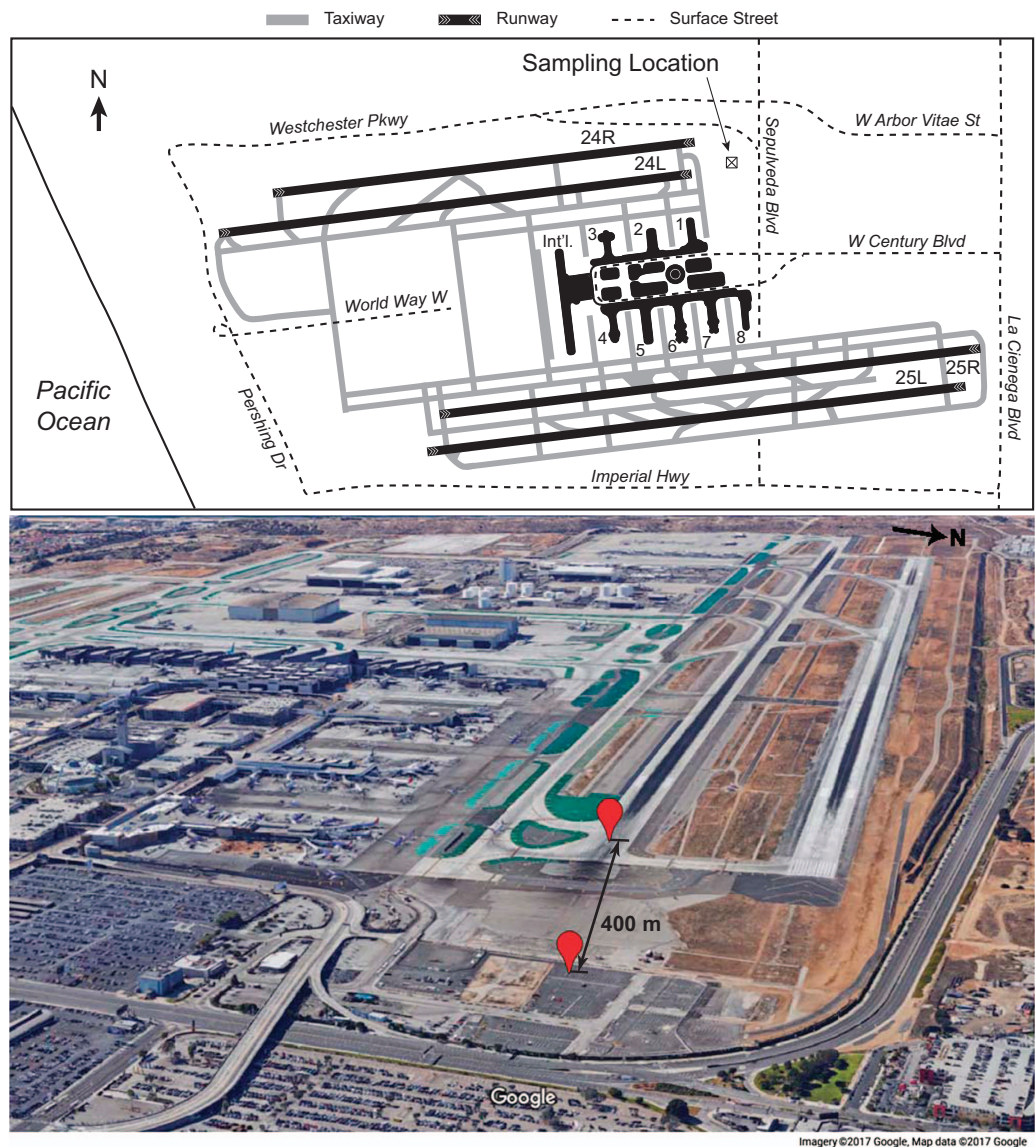 Taxiway Runway Surface Street
N
Sampling Location
Westchester Pkwy
24R
W Arbor Vitae St
24L
Sepulveda Blvd
Int'l.
3
2
1
W Century Blvd
World Way W
4
5
6
7
8
25R
25L
La Cienega Blvd
Pacific
Ocean
Pershing Dr
Imperial Hwy
N
400 m
Google
Imagery ©2017 Google, Map data ©2017 Google